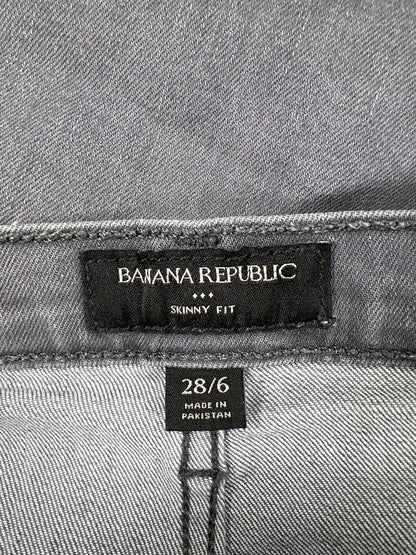 BANANA REPUBLIC
SKINNY FIT
28/6
MADE IN
PAKISTAN